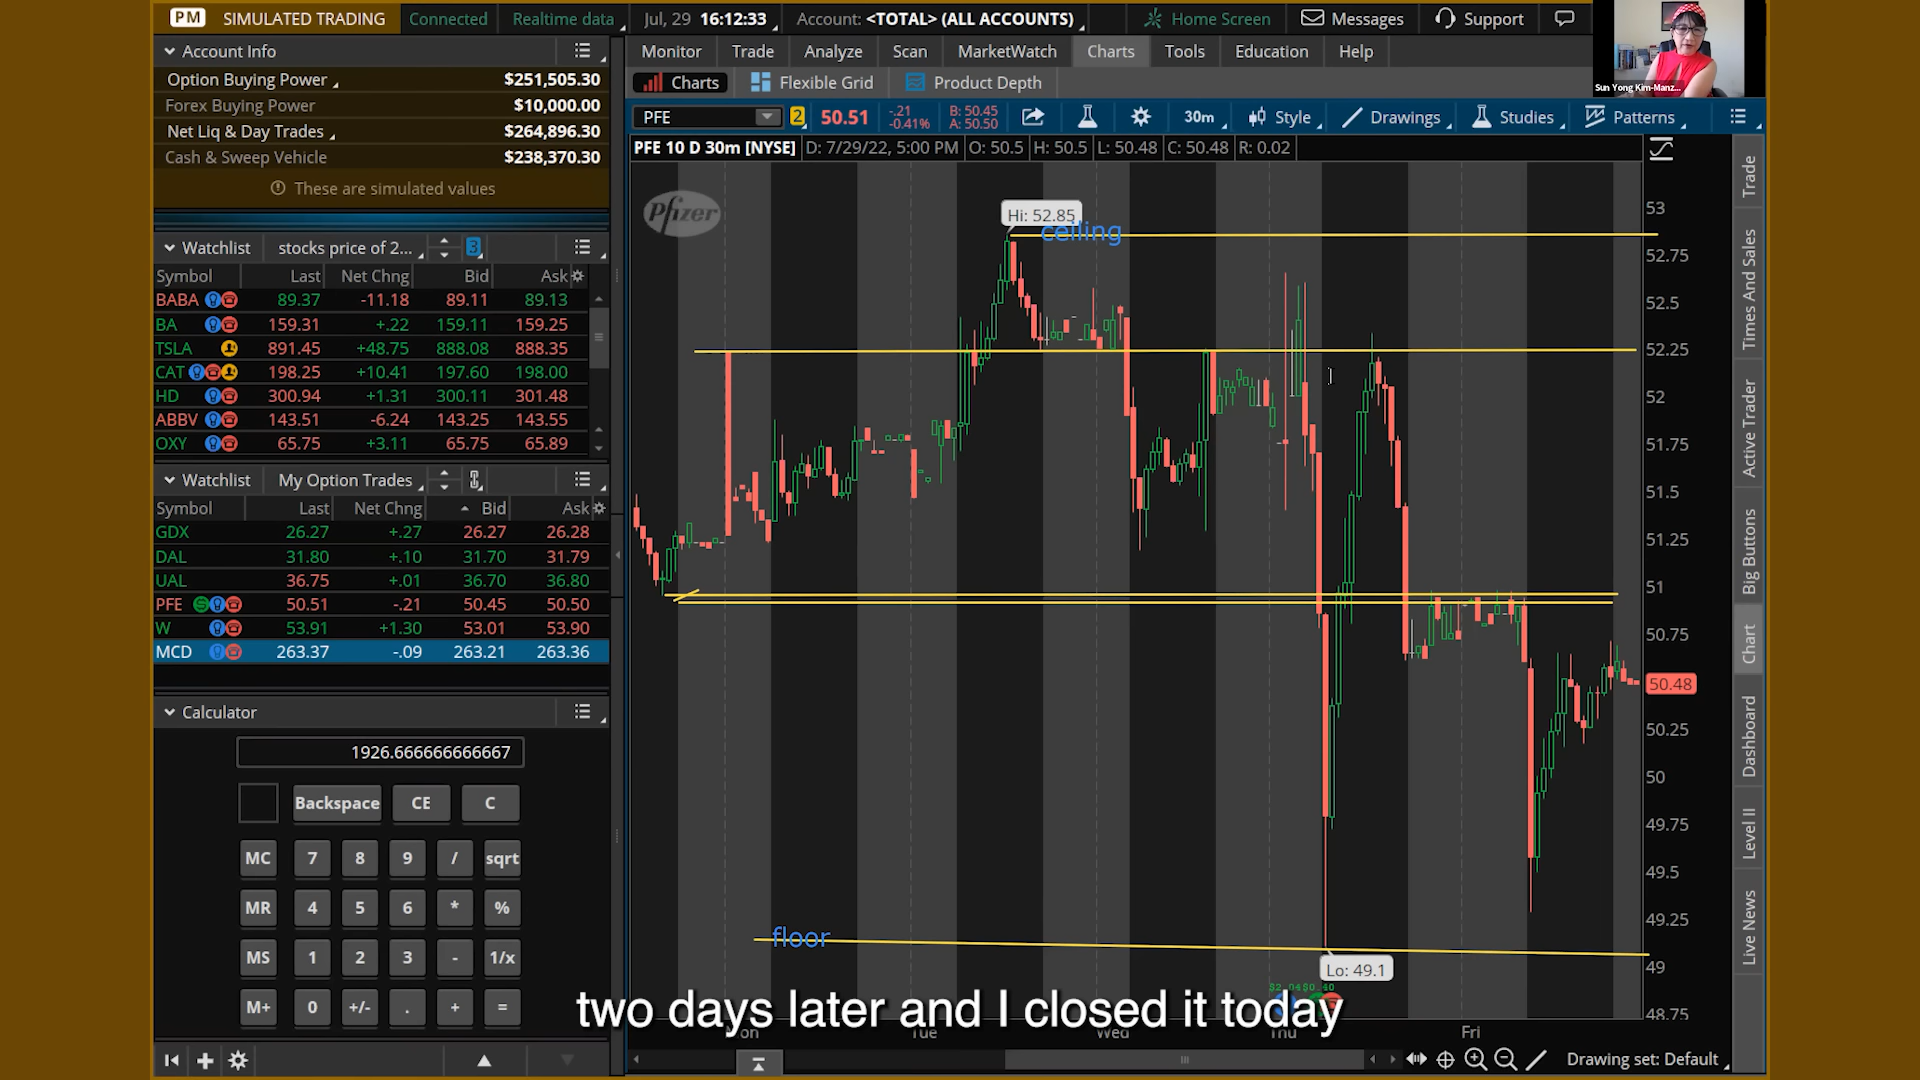 PM SIMULATED TRADING Connected Realtime data Jul, 29 16:12:33 Account: <TOTAL> (ALL ACCOUNTS) Home Screen Messages Support
Sun Yong Kim-Manz...
Account Info
Option Buying Power $251,505.30
Forex Buying Power $10,000.00
Net Liq & Day Trades $264,896.30
Cash & Sweep Vehicle $238,370.30
These are simulated values
Watchlist stocks price of 2... 3
Symbol Last Net Chng Bid Ask
BABA 89.37 -11.18 89.11 89.13
BA 159.31 +.22 159.11 159.25
TSLA 891.45 +48.75 888.08 888.35
CAT 198.25 +10.41 197.60 198.00
HD 300.94 +1.31 300.11 301.48
ABBV 143.51 -6.24 143.25 143.55
OXY 65.75 +3.11 65.75 65.89
Watchlist My Option Trades
Symbol Last Net Chng Bid Ask
GDX 26.27 +.27 26.27 26.28
DAL 31.80 +.10 31.70 31.79
UAL 36.75 +.01 36.70 36.80
PFE 50.51 -.21 50.45 50.50
W 53.91 +1.30 53.01 53.90
MCD 263.37 -.09 263.21 263.36
Calculator
1926.666666666667
Backspace CE C
MC 7 8 9 / sqrt
MR 4 5 6 * %
MS 1 2 3 - 1/x
M+ 0 +/- . + =
Monitor Trade Analyze Scan MarketWatch Charts Tools Education Help
Charts Flexible Grid Product Depth
PFE 2 50.51 -.21 -0.41% B: 50.45 A: 50.50 30m Style Drawings Studies Patterns
PFE 10 D 30m [NYSE] D: 7/29/22, 5:00 PM O: 50.5 H: 50.5 L: 50.48 C: 50.48 R: 0.02
Pfizer
Hi: 52.85
ceiling
floor
Lo: 49.1
$2.04$0.40
53
52.75
52.5
52.25
52
51.75
51.5
51.25
51
50.75
50.48
50.25
50
49.75
49.5
49.25
49
48.75
two days later and I closed it today
Tue Wed Thu Fri
Drawing set: Default
Trade
Times And Sales
Active Trader
Big Buttons
Chart
Dashboard
Level II
Live News